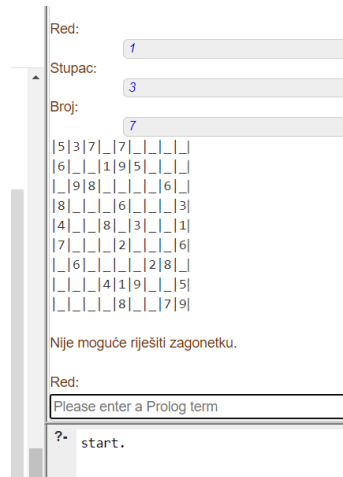 Red:
1
Stupac:
3
Broj:
7
|5|3|7|_|7|_|_|_|_|
|6|_|_|1|9|5|_|_|_|
|_|9|8|_|_|_|_|6|_|
|8|_|_|_|6|_|_|_|3|
|4|_|_|8|_|3|_|_|1|
|7|_|_|_|2|_|_|_|6|
|_|6|_|_|_|_|2|8|_|
|_|_|_|4|1|9|_|_|5|
|_|_|_|_|8|_|_|7|9|
Nije moguće riješiti zagonetku.
Red:
Please enter a Prolog term
?- start.